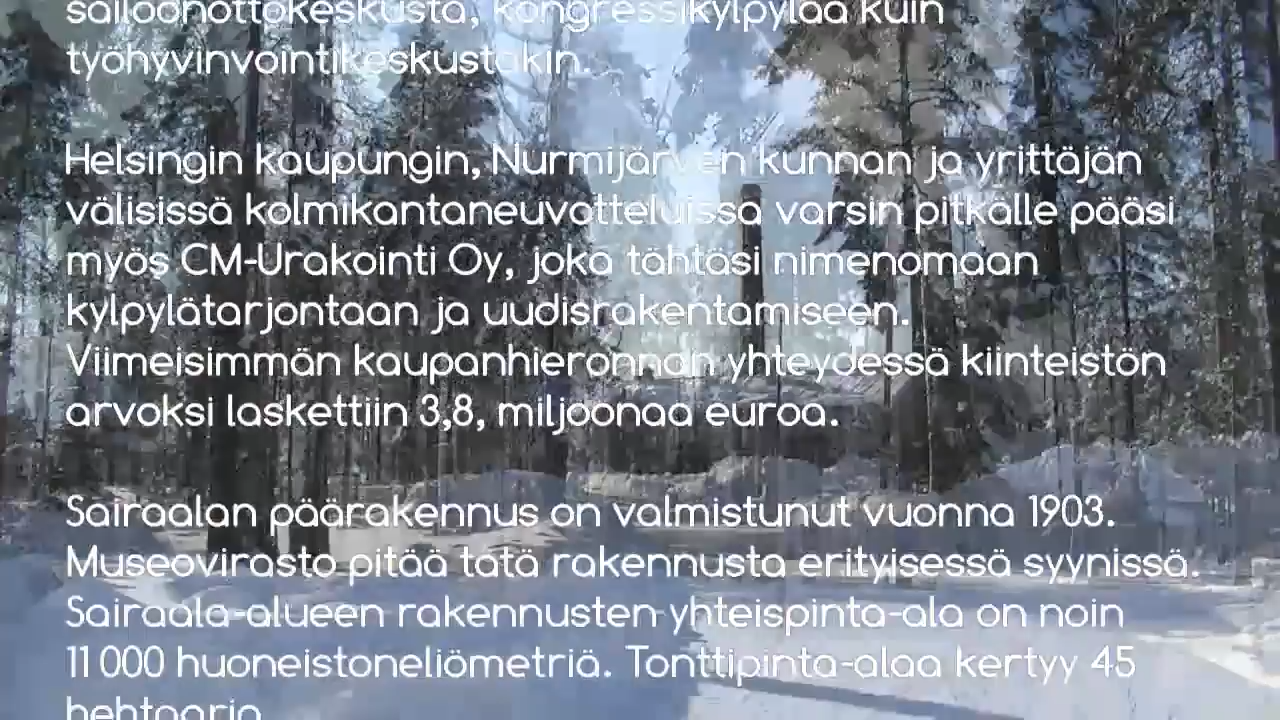 säilöönottokeskusta, kongressikylpylää kuin
työhyvinvointikeskustakin.
Helsingin kaupungin, Nurmijärven kunnan ja yrittäjän
välisissä kolmikantaneuvotteluissa varsin pitkälle pääsi
myös CM-Urakointi Oy, joka tähtäsi nimenomaan
kylpylätarjontaan ja uudisrakentamiseen.
Viimeisimmän kaupanhieronnan yhteydessä kiinteistön
arvoksi laskettiin 3,8, miljoonaa euroa.
Sairaalan päärakennus on valmistunut vuonna 1903.
Museovirasto pitää tätä rakennusta erityisessä syynissä.
Sairaala-alueen rakennusten yhteispinta-ala on noin
11 000 huoneistoneliömetriä. Tonttipinta-alaa kertyy 45
hehtaaria.